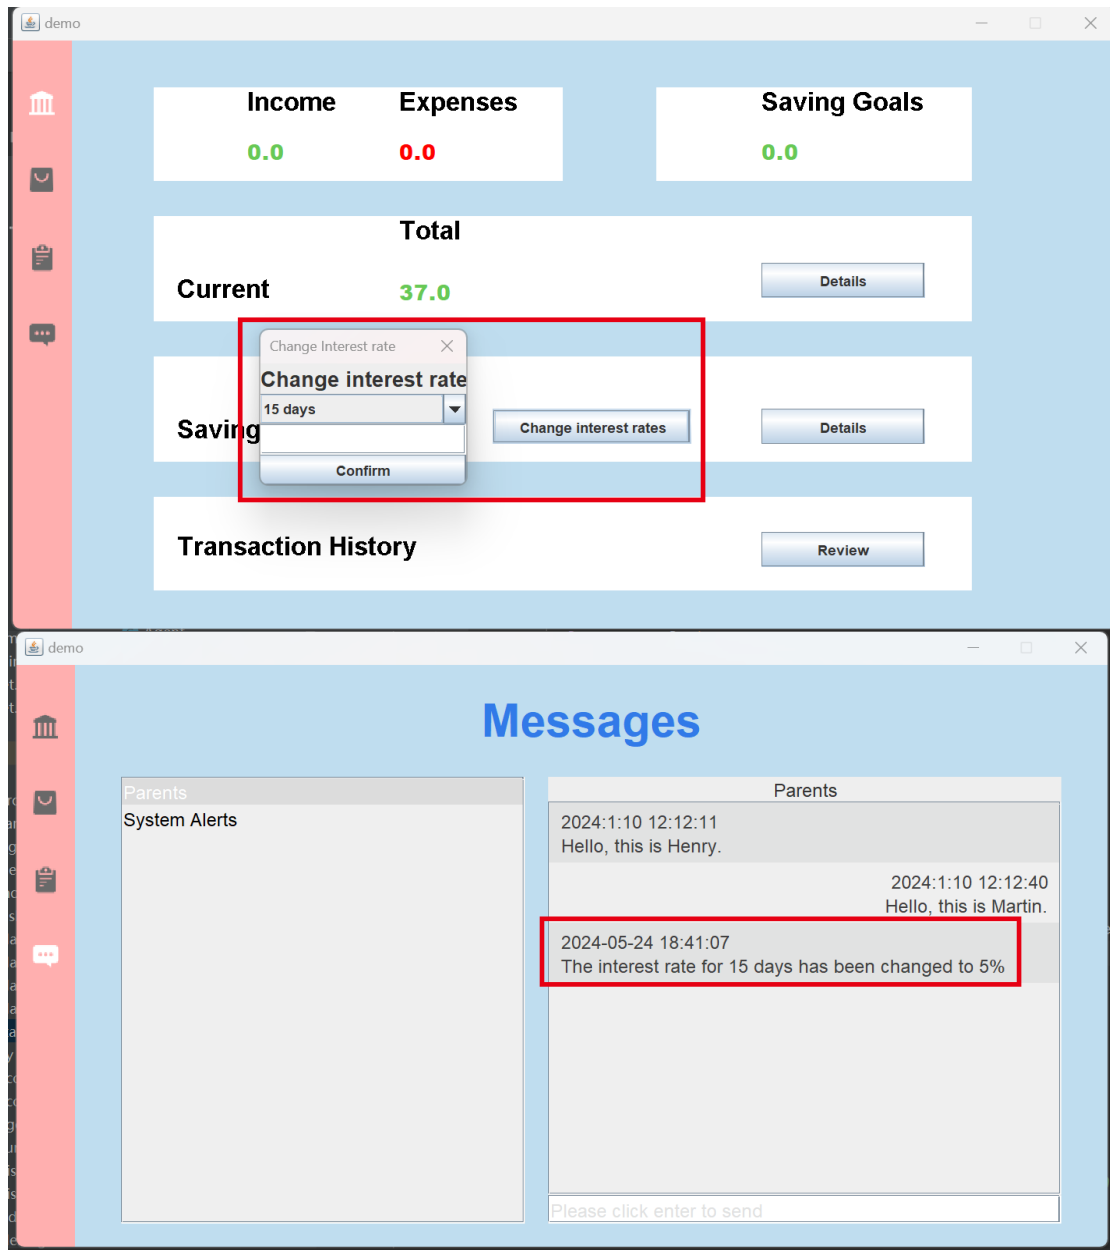 demo
Income Expenses Saving Goals
0.0 0.0 0.0
Total
Current 37.0 Details
Change Interest rate
Change interest rate
15 days
Saving Change interest rates Details
Confirm
Transaction History Review
demo
Messages
Parents
System Alerts
Parents
2024:1:10 12:12:11
Hello, this is Henry.
2024:1:10 12:12:40
Hello, this is Martin.
2024-05-24 18:41:07
The interest rate for 15 days has been changed to 5%
Please click enter to send